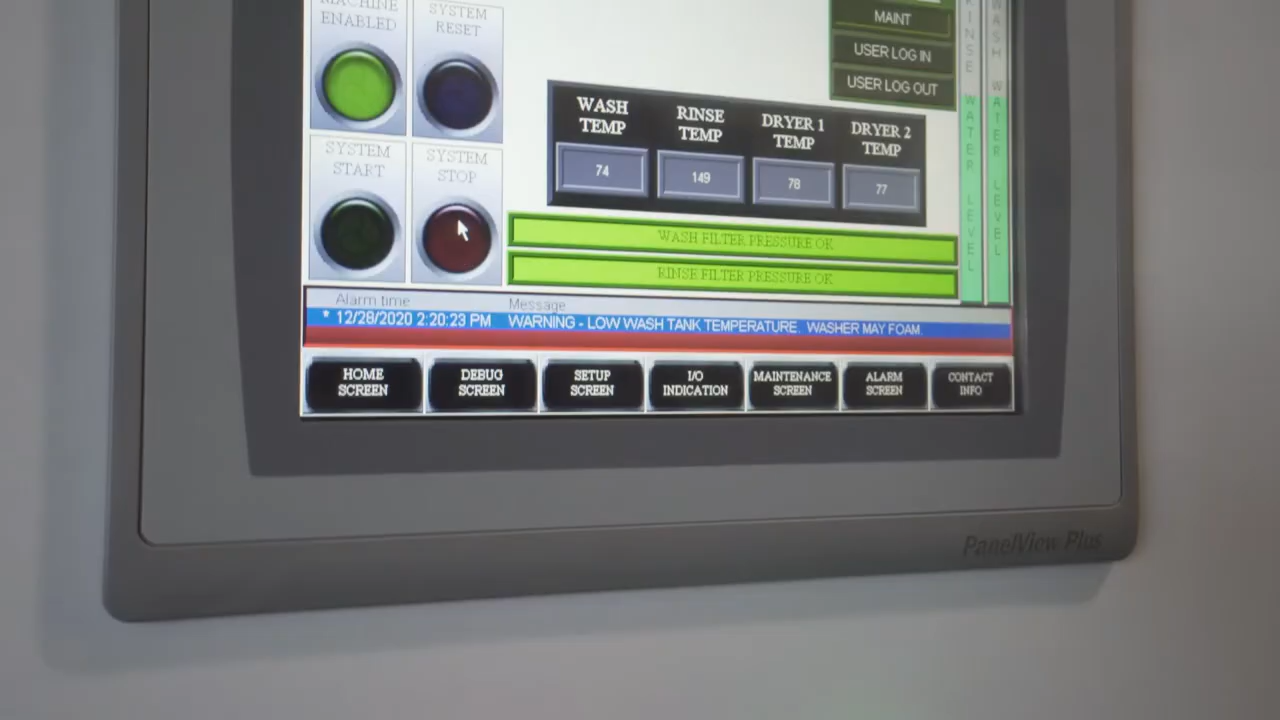 MACHINE
ENABLED
SYSTEM
RESET
MAINT
USER LOG IN
USER LOG OUT
RINSE WATER LEVEL
WASH WATER LEVEL
SYSTEM
START
SYSTEM
STOP
WASH
TEMP
RINSE
TEMP
DRYER 1
TEMP
DRYER 2
TEMP
74
149
78
77
WASH FILTER PRESSURE OK
RINSE FILTER PRESSURE OK
Alarm time Message
* 12/28/2020 2:20:23 PM WARNING - LOW WASH TANK TEMPERATURE. WASHER MAY FOAM.
HOME
SCREEN
DEBUG
SCREEN
SETUP
SCREEN
I/O
INDICATION
MAINTENANCE
SCREEN
ALARM
SCREEN
CONTACT
INFO
PanelView Plus